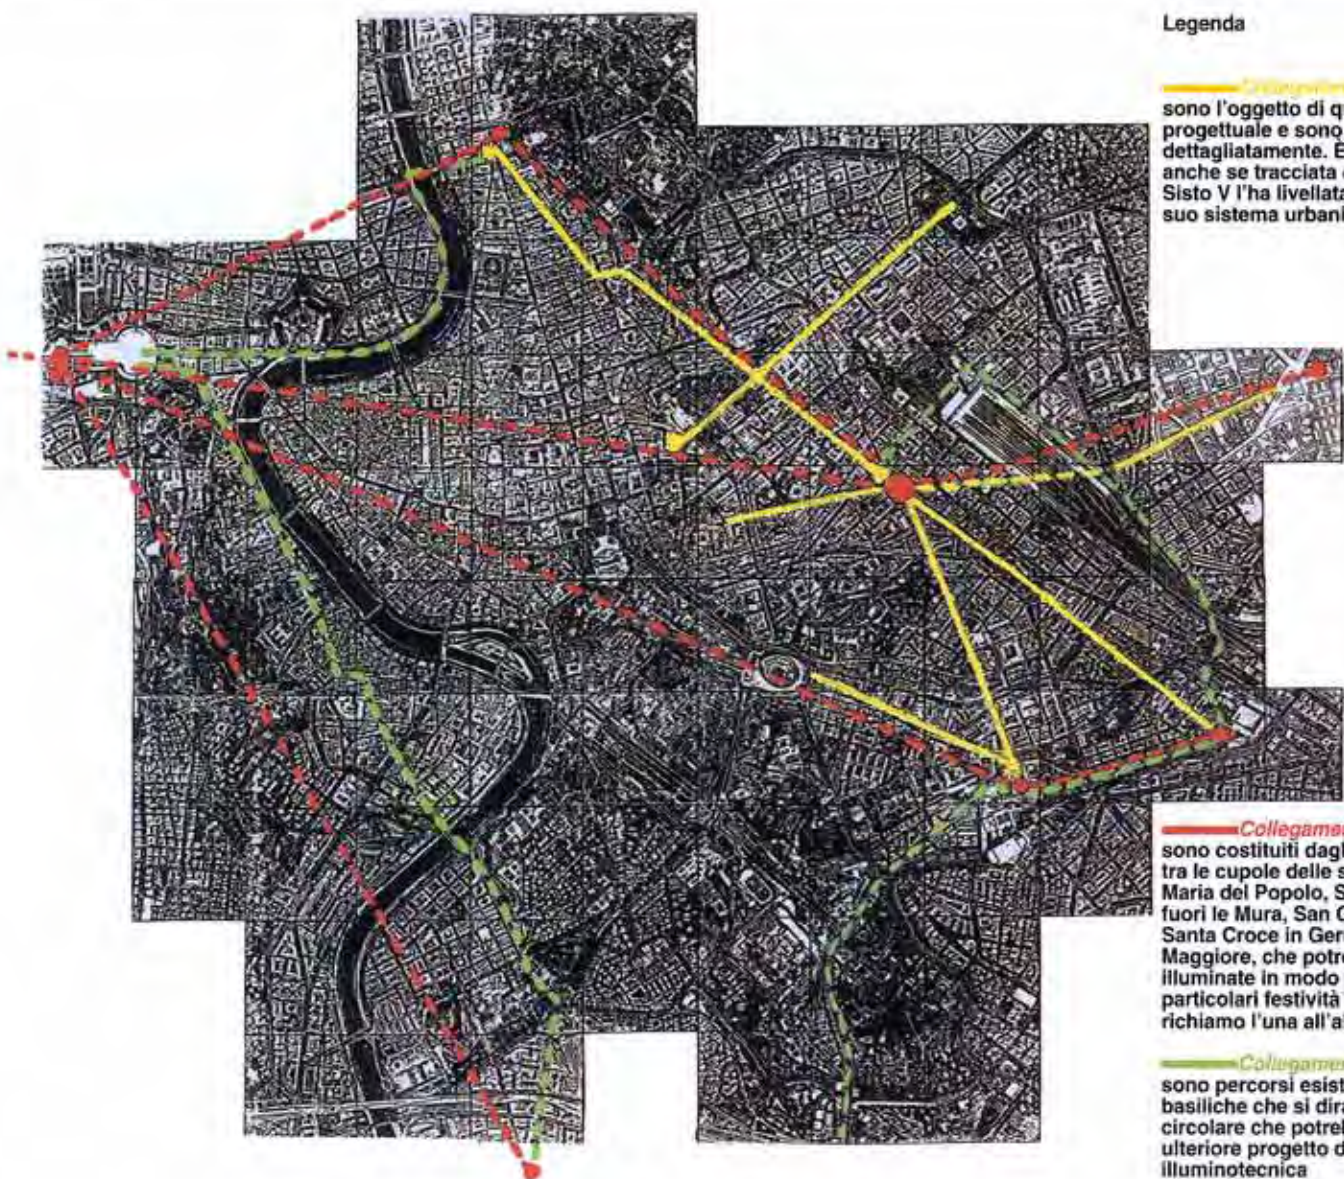 Legenda
sono l'oggetto di q
progettuale e sono
dettagliatamente. E
anche se tracciata
Sisto V l'ha livellata
suo sistema urban
Collegame
sono costituiti dagl
tra le cupole delle s
Maria del Popolo, S
fuori le Mura, San
Santa Croce in Ger
Maggiore, che potre
illuminate in modo
particolari festività
richiamo l'una all'a
Collegame
sono percorsi esist
basiliche che si dira
circolare che potre
ulteriore progetto d
illuminotecnica